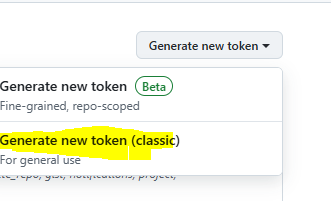 Generate new token
Generate new token Beta
Fine-grained, repo-scoped
Generate new token (classic)
For general use